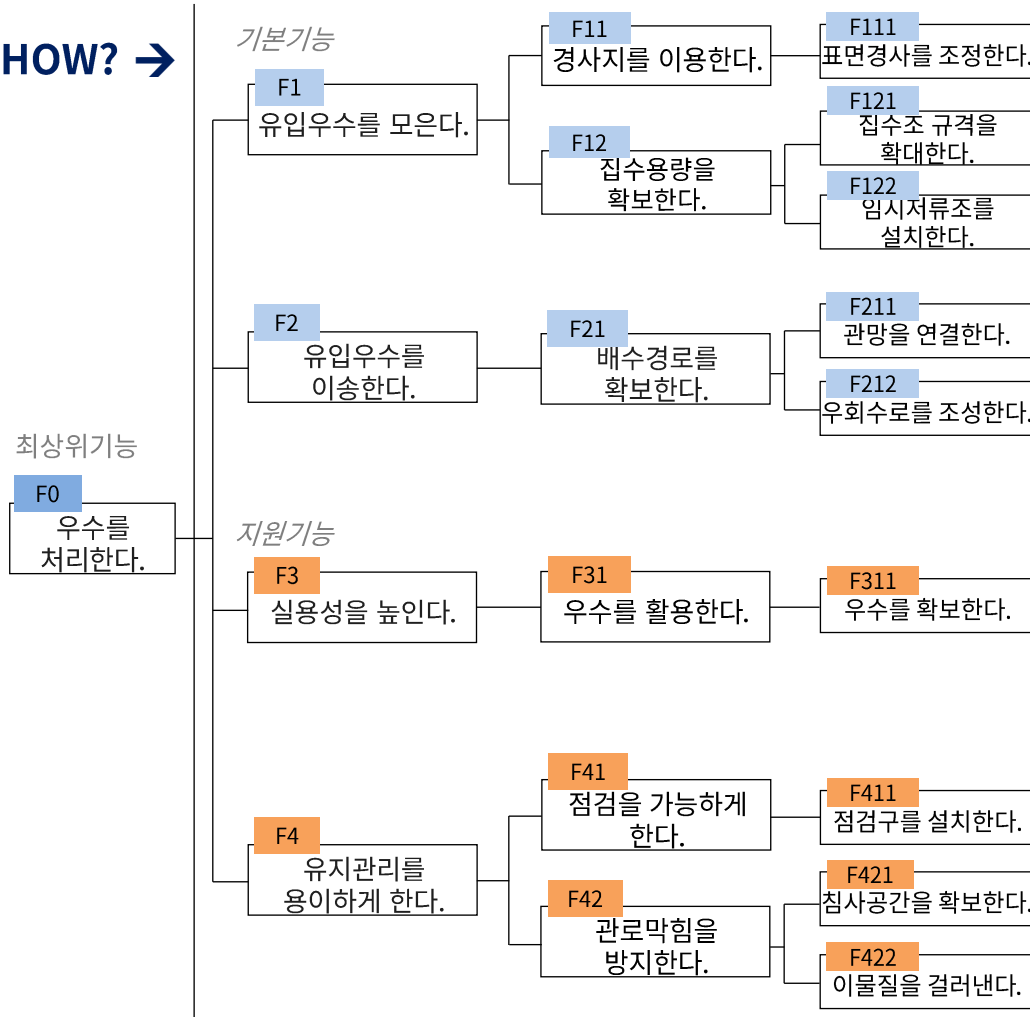 HOW? →
기본기능
F1
유입우수를 모은다.
F11
경사지를 이용한다.
F111
표면경사를 조정한다.
F12
집수용량을
확보한다.
F121
집수조 규격을
확대한다.
F122
임시저류조를
설치한다.
F2
유입우수를
이송한다.
F21
배수경로를
확보한다.
F211
관망을 연결한다.
F212
우회수로를 조성한다.
최상위기능
F0
우수를
처리한다.
지원기능
F3
실용성을 높인다.
F31
우수를 활용한다.
F311
우수를 확보한다.
F4
유지관리를
용이하게 한다.
F41
점검을 가능하게
한다.
F411
점검구를 설치한다.
F42
관로막힘을
방지한다.
F421
침사공간을 확보한다.
F422
이물질을 걸러낸다.